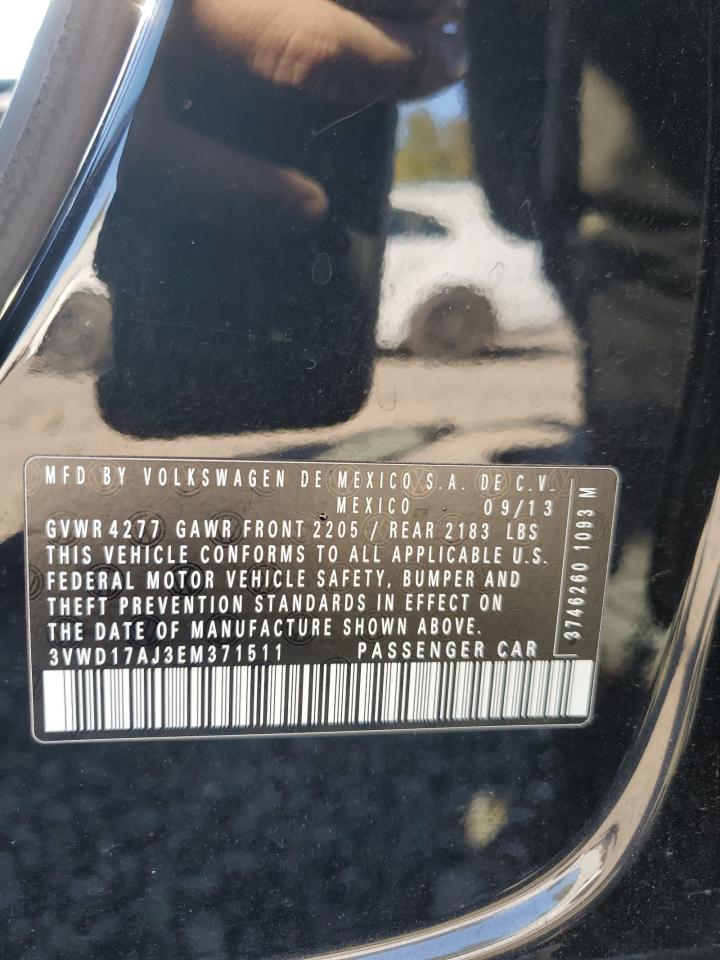 MFD BY VOLKSWAGEN DE MEXICO S.A. DE C.V.
MEXICO 09/13
GVWR 4277 GAWR FRONT 2205 / REAR 2183 LBS
THIS VEHICLE CONFORMS TO ALL APPLICABLE U.S.
FEDERAL MOTOR VEHICLE SAFETY, BUMPER AND
THEFT PREVENTION STANDARDS IN EFFECT ON
THE DATE OF MANUFACTURE SHOWN ABOVE.
3VWD17AJ3EM371511 PASSENGER CAR
3746260 1093 M